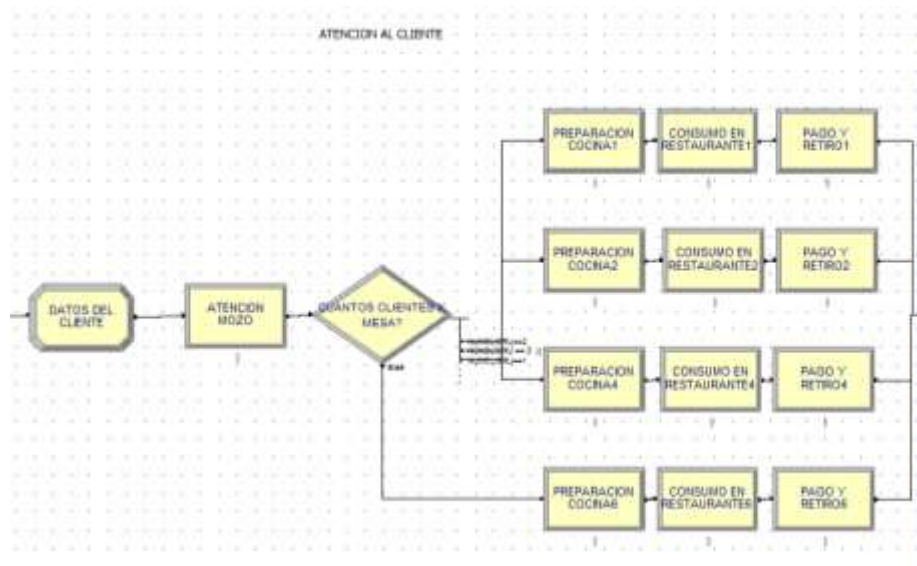 ATENCION AL CLIENTE
PREPARACION
COCINA1
CONSUMO EN
RESTAURANTE1
PAGO Y
RETIRO1
PREPARACION
COCINA2
CONSUMO EN
RESTAURANTE2
PAGO Y
RETIRO2
DATOS DEL
CLIENTE
ATENCION
MOZO
CUANTOS CLIENTES
MESA?
PREPARACION
COCINA4
CONSUMO EN
RESTAURANTE4
PAGO Y
RETIRO4
PREPARACION
COCINA6
CONSUMO EN
RESTAURANTE6
PAGO Y
RETIRO6